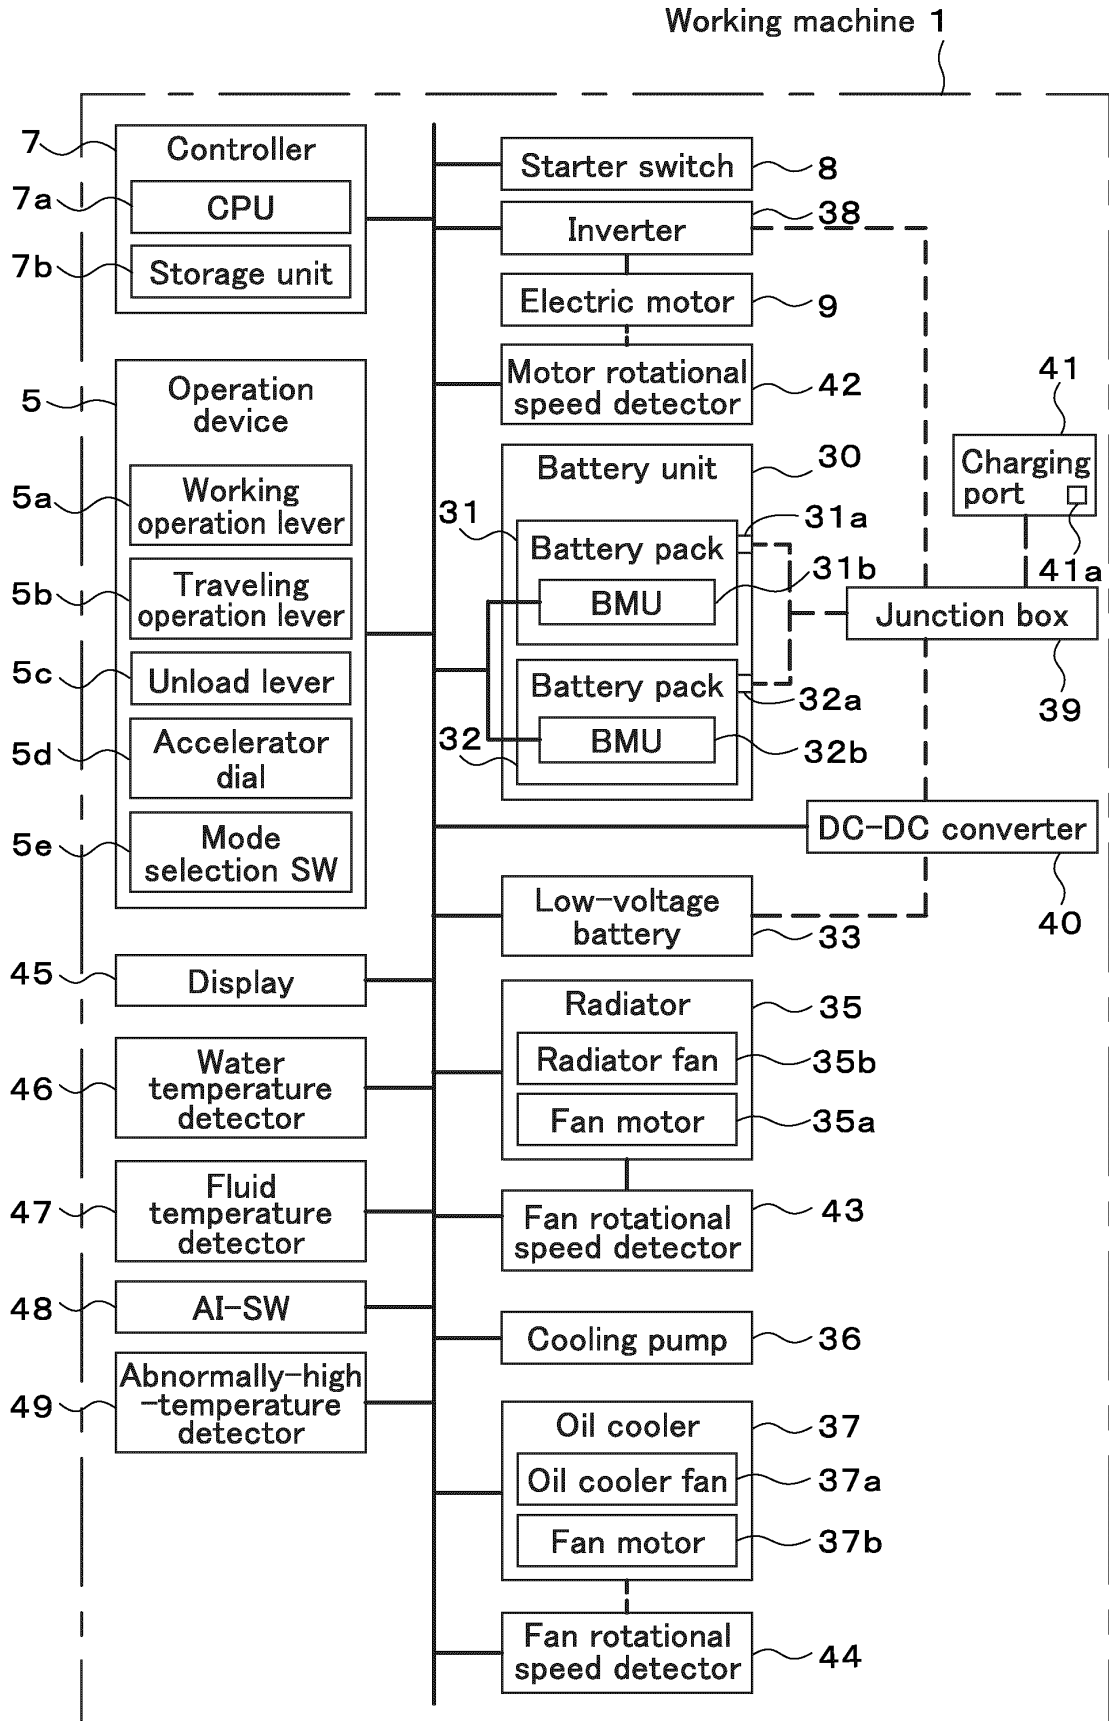 Working machine 1
7
Controller
7a
CPU
7b
Storage unit
5
Operation
device
5a
Working
operation lever
5b
Traveling
operation lever
5c
Unload lever
5d
Accelerator
dial
5e
Mode
selection SW
45
Display
46
Water
temperature
detector
47
Fluid
temperature
detector
48
AI-SW
49
Abnormally-high
-temperature
detector
Starter switch
8
Inverter
38
Electric motor
9
Motor rotational
speed detector
42
Battery unit
30
31
31a
Battery pack
31b
BMU
Battery pack
32a
32
BMU
32b
41
Charging
port
41a
Junction box
39
DC-DC converter
40
Low-voltage
battery
33
Radiator
35
Radiator fan
35b
Fan motor
35a
Fan rotational
speed detector
43
Cooling pump
36
Oil cooler
37
Oil cooler fan
37a
Fan motor
37b
Fan rotational
speed detector
44